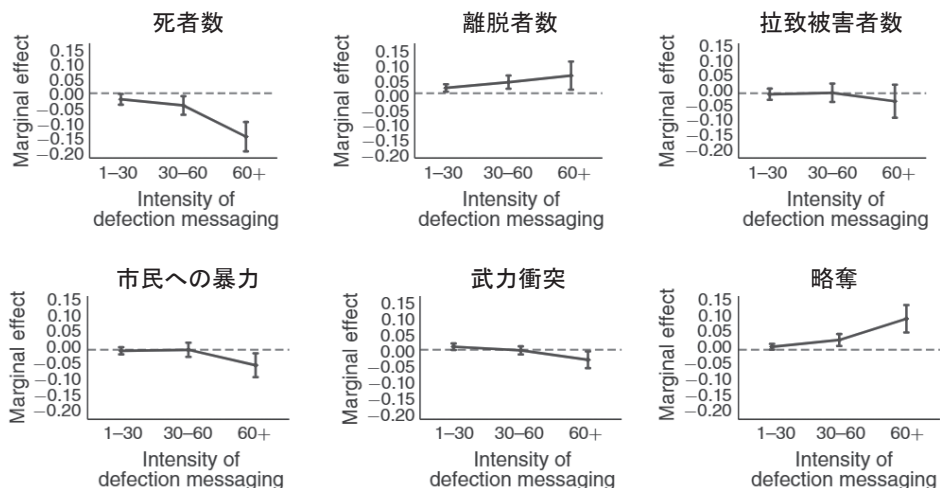 死者数
離脱者数
拉致被害者数
Marginal effect
0.15
0.10
0.05
0.00
−0.05
−0.10
−0.15
−0.20
1–30
30–60
60+
Intensity of
defection messaging
Marginal effect
0.15
0.10
0.05
0.00
−0.05
−0.10
−0.15
−0.20
1–30
30–60
60+
Intensity of
defection messaging
Marginal effect
0.15
0.10
0.05
0.00
−0.05
−0.10
−0.15
−0.20
1–30
30–60
60+
Intensity of
defection messaging
市民への暴力
武力衝突
略奪
Marginal effect
0.15
0.10
0.05
0.00
−0.05
−0.10
−0.15
−0.20
1–30
30–60
60+
Intensity of
defection messaging
Marginal effect
0.15
0.10
0.05
0.00
−0.05
−0.10
−0.15
−0.20
1–30
30–60
60+
Intensity of
defection messaging
Marginal effect
0.15
0.10
0.05
0.00
−0.05
−0.10
−0.15
−0.20
1–30
30–60
60+
Intensity of
defection messaging